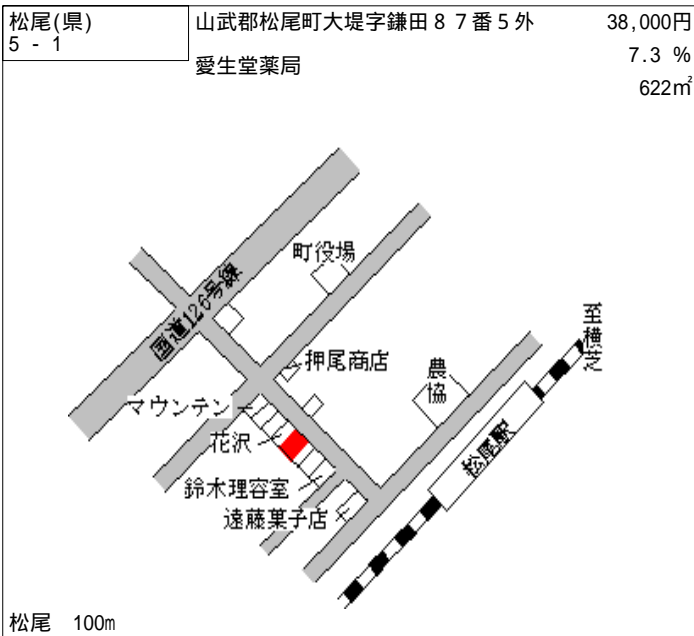 松尾(県)
5 - 1
山武郡松尾町大堤字鎌田８７番５外
38,000円
愛生堂薬局
7.3 %
622㎡
町役場
国道126号線
至横芝
押尾商店
農協
マウンテン
花沢
松尾駅
鈴木理容室
遠藤菓子店
松尾 100m